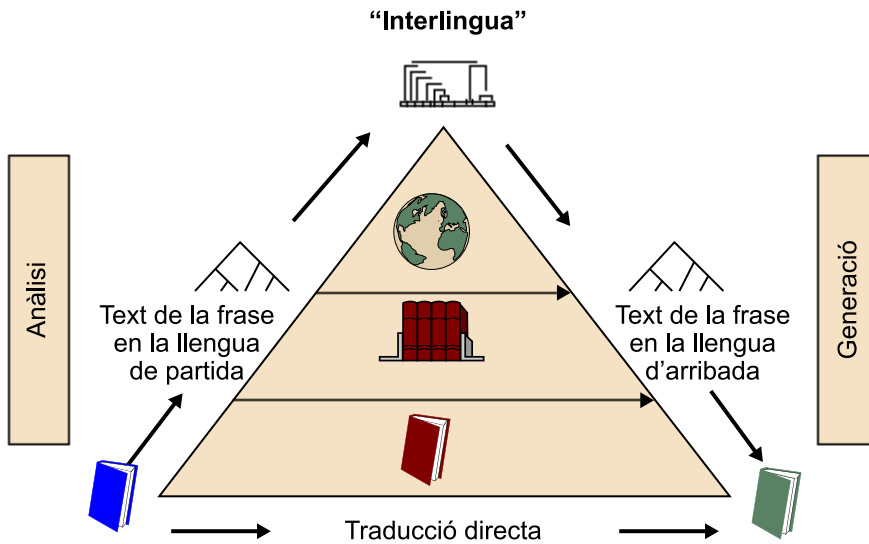 “Interlingua”
Anàlisi
Text de la frase
en la llengua
de partida
Text de la frase
en la llengua
d’arribada
Generació
Traducció directa